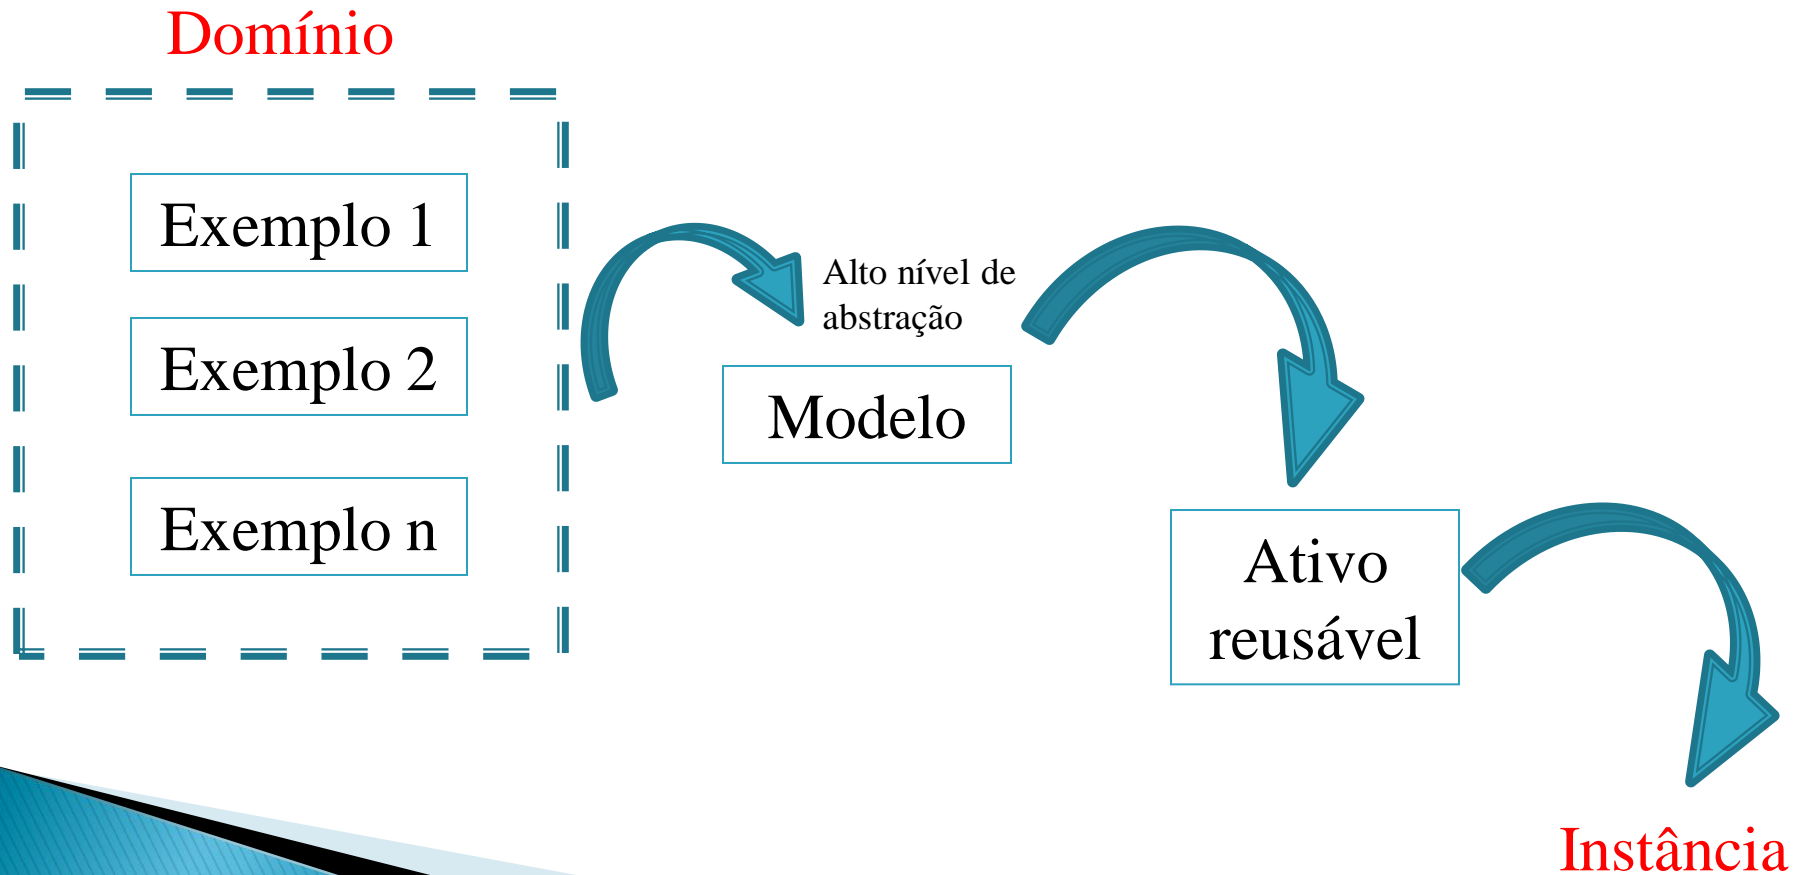 Domínio
Exemplo 1
Exemplo 2
Exemplo n
Alto nível de
abstração
Modelo
Ativo
reusável
Instância